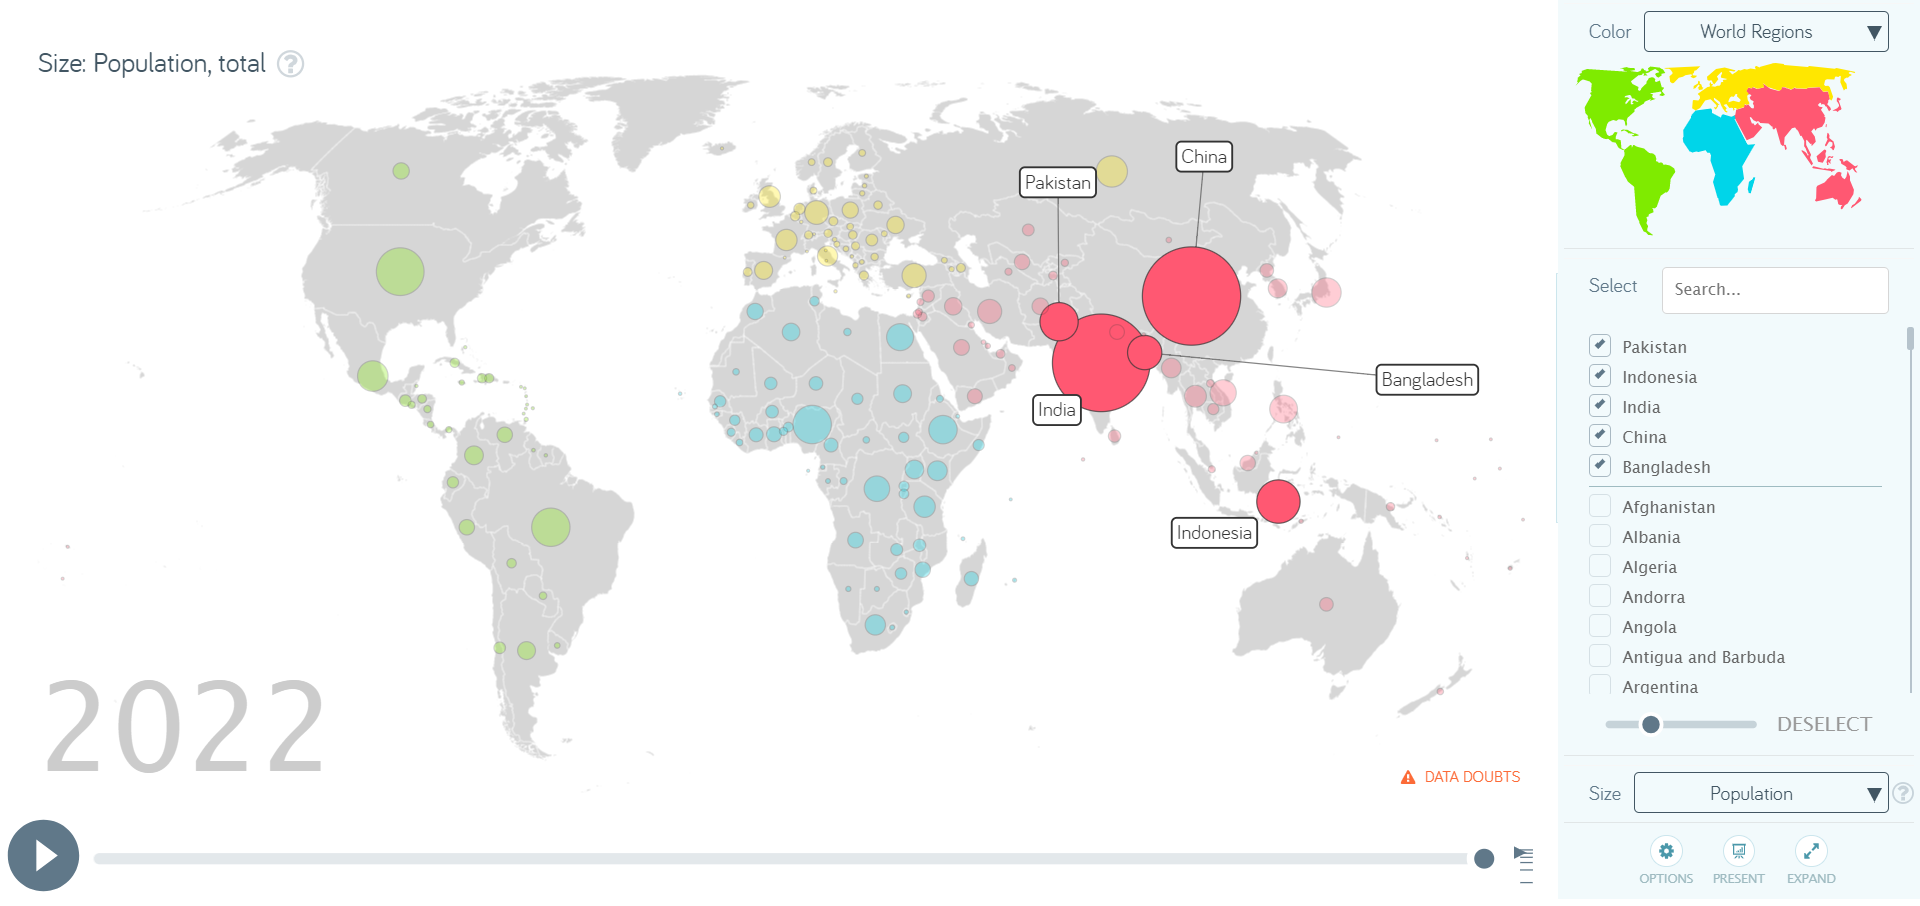 Size: Population, total ?
China
Pakistan
Bangladesh
India
Indonesia
2022
DATA DOUBTS
Color World Regions
Select Search...
Pakistan
Indonesia
India
China
Bangladesh
Afghanistan
Albania
Algeria
Andorra
Angola
Antigua and Barbuda
Argentina
DESELECT
Size Population ?
OPTIONS PRESENT EXPAND